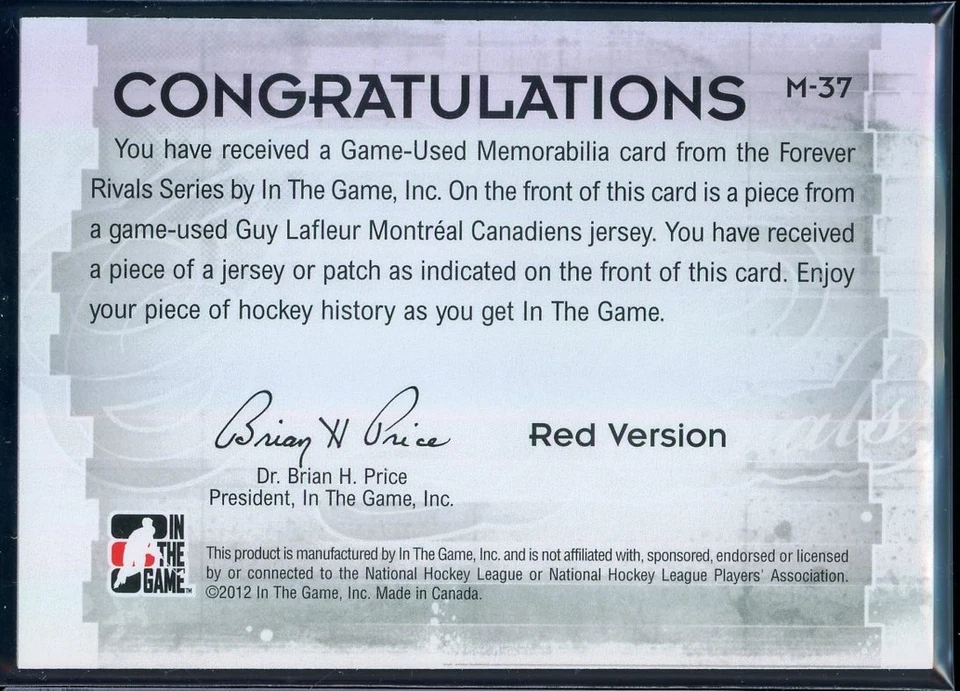 CONGRATULATIONS M-37
You have received a Game-Used Memorabilia card from the Forever
Rivals Series by In The Game, Inc. On the front of this card is a piece from
a game-used Guy Lafleur Montréal Canadiens jersey. You have received
a piece of a jersey or patch as indicated on the front of this card. Enjoy
your piece of hockey history as you get In The Game.
Brian H Price
Red Version
Dr. Brian H. Price
President, In The Game, Inc.
IN
THE
GAME™
This product is manufactured by In The Game, Inc. and is not affiliated with, sponsored, endorsed or licensed
by or connected to the National Hockey League or National Hockey League Players' Association.
©2012 In The Game, Inc. Made in Canada.